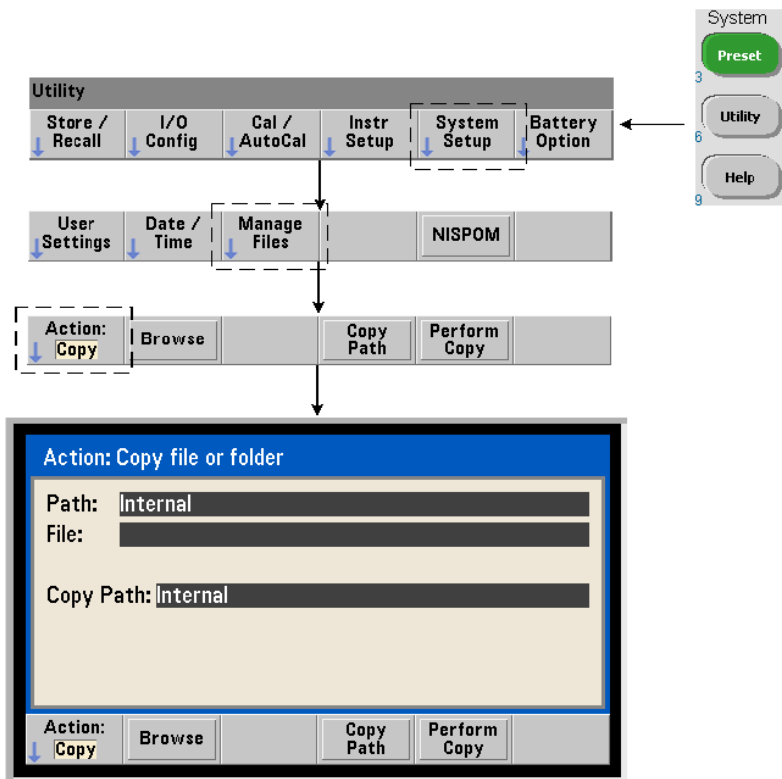 System
Preset
3
Utility
6
Help
9
Utility
Store / Recall
I/O Config
Cal / AutoCal
Instr Setup
System Setup
Battery Option
User Settings
Date / Time
Manage Files
NISPOM
Action: Copy
Browse
Copy Path
Perform Copy
Action: Copy file or folder
Path: Internal
File:
Copy Path: Internal
Action: Copy
Browse
Copy Path
Perform Copy